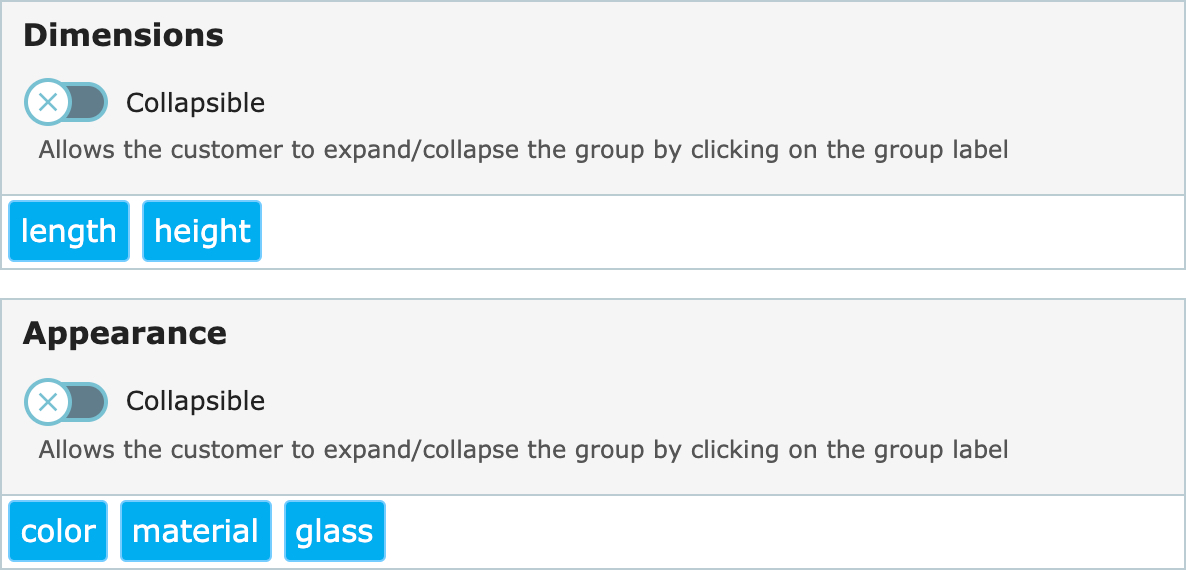 Dimensions
Collapsible
Allows the customer to expand/collapse the group by clicking on the group label
length height
Appearance
Collapsible
Allows the customer to expand/collapse the group by clicking on the group label
color material glass